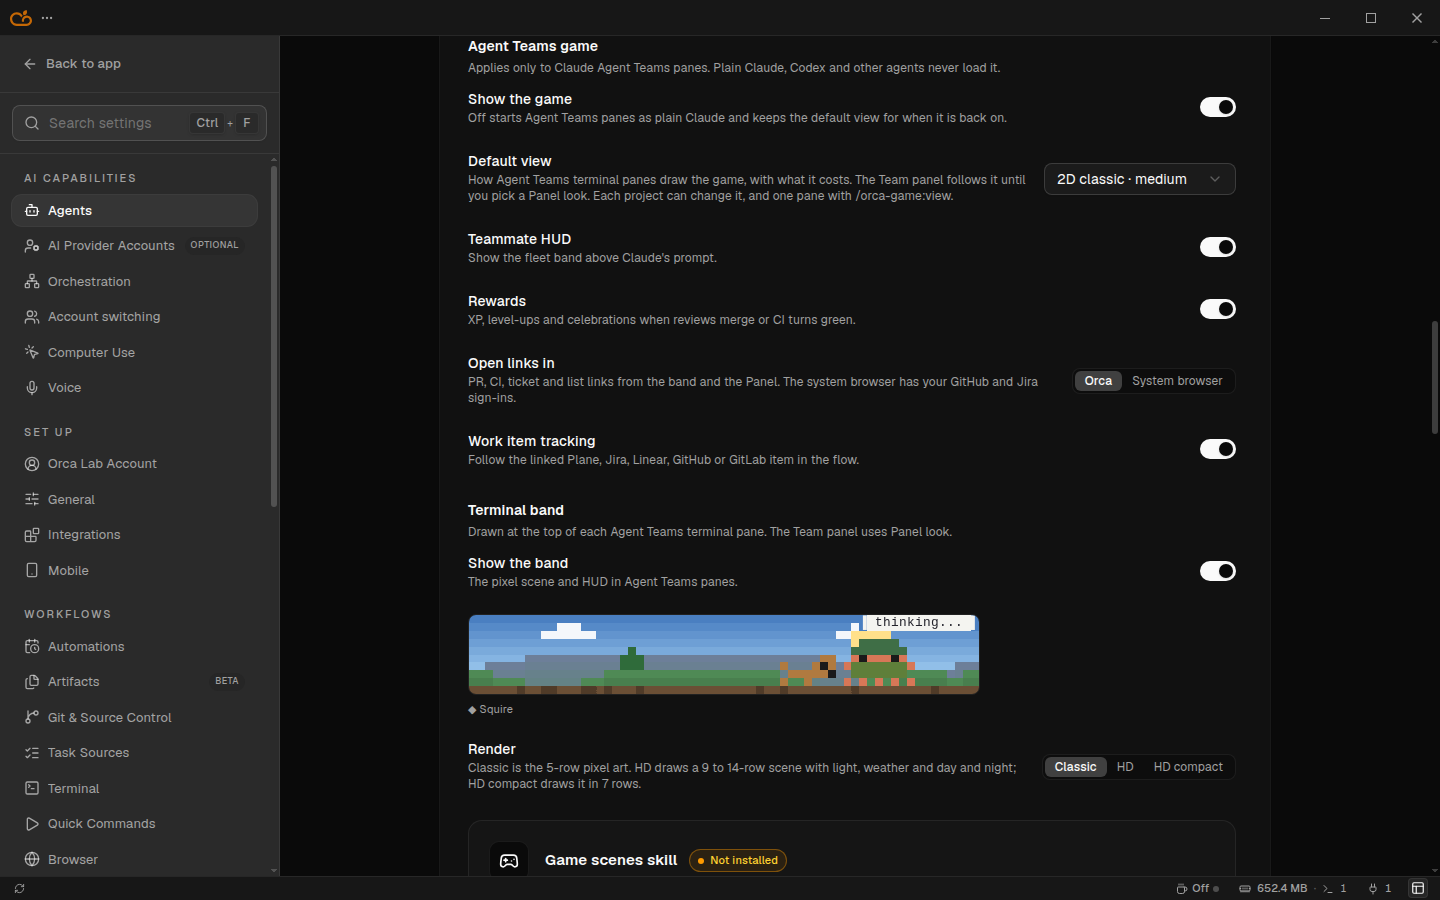 Back to app
Search settings
Ctrl + F
AI CAPABILITIES
Agents
AI Provider Accounts OPTIONAL
Orchestration
Account switching
Computer Use
Voice
SET UP
Orca Lab Account
General
Integrations
Mobile
WORKFLOWS
Automations
Artifacts BETA
Git & Source Control
Task Sources
Terminal
Quick Commands
Browser
Agent Teams game
Applies only to Claude Agent Teams panes. Plain Claude, Codex and other agents never load it.
Show the game
Off starts Agent Teams panes as plain Claude and keeps the default view for when it is back on.
Default view
How Agent Teams terminal panes draw the game, with what it costs. The Team panel follows it until
you pick a Panel look. Each project can change it, and one pane with /orca-game:view.
2D classic · medium
Teammate HUD
Show the fleet band above Claude's prompt.
Rewards
XP, level-ups and celebrations when reviews merge or CI turns green.
Open links in
PR, CI, ticket and list links from the band and the Panel. The system browser has your GitHub and Jira
sign-ins.
Orca System browser
Work item tracking
Follow the linked Plane, Jira, Linear, GitHub or GitLab item in the flow.
Terminal band
Drawn at the top of each Agent Teams terminal pane. The Team panel uses Panel look.
Show the band
The pixel scene and HUD in Agent Teams panes.
thinking...
◆ Squire
Render
Classic is the 5-row pixel art. HD draws a 9 to 14-row scene with light, weather and day and night;
HD compact draws it in 7 rows.
Classic HD HD compact
Game scenes skill Not installed
Off 652.4 MB · 1 1